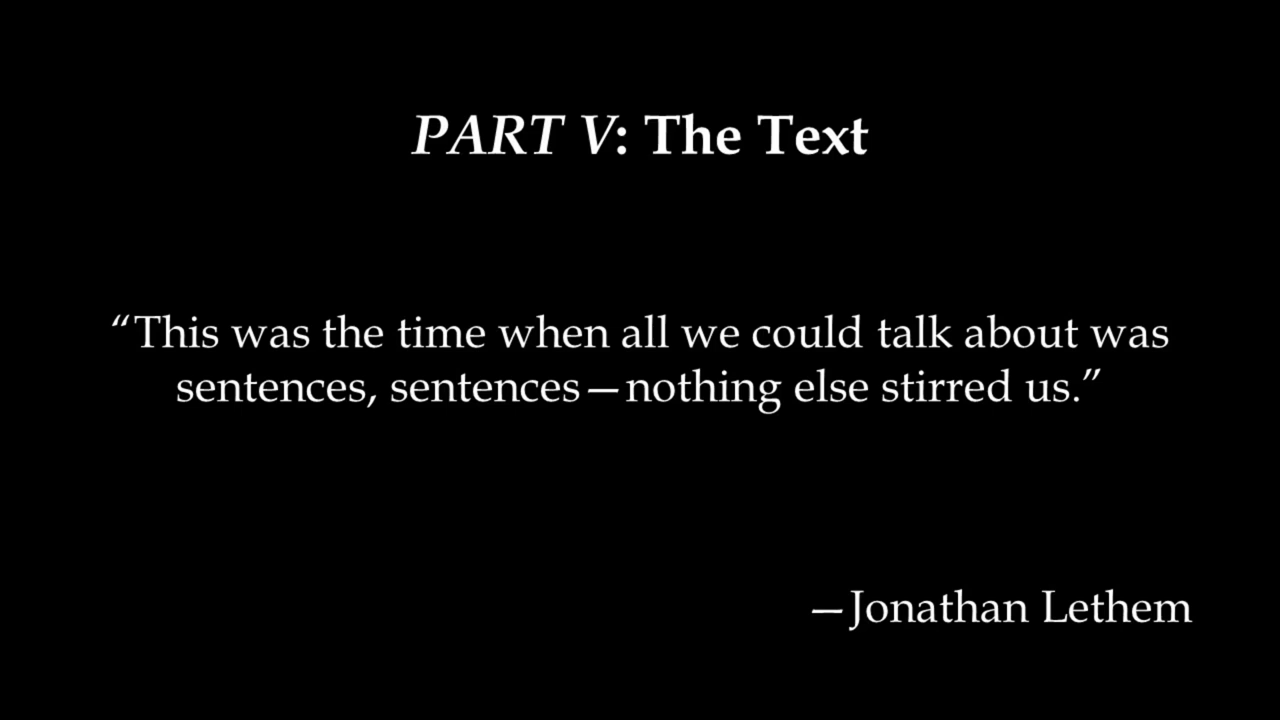 PART V: The Text
“This was the time when all we could talk about was
sentences, sentences—nothing else stirred us.”
—Jonathan Lethem